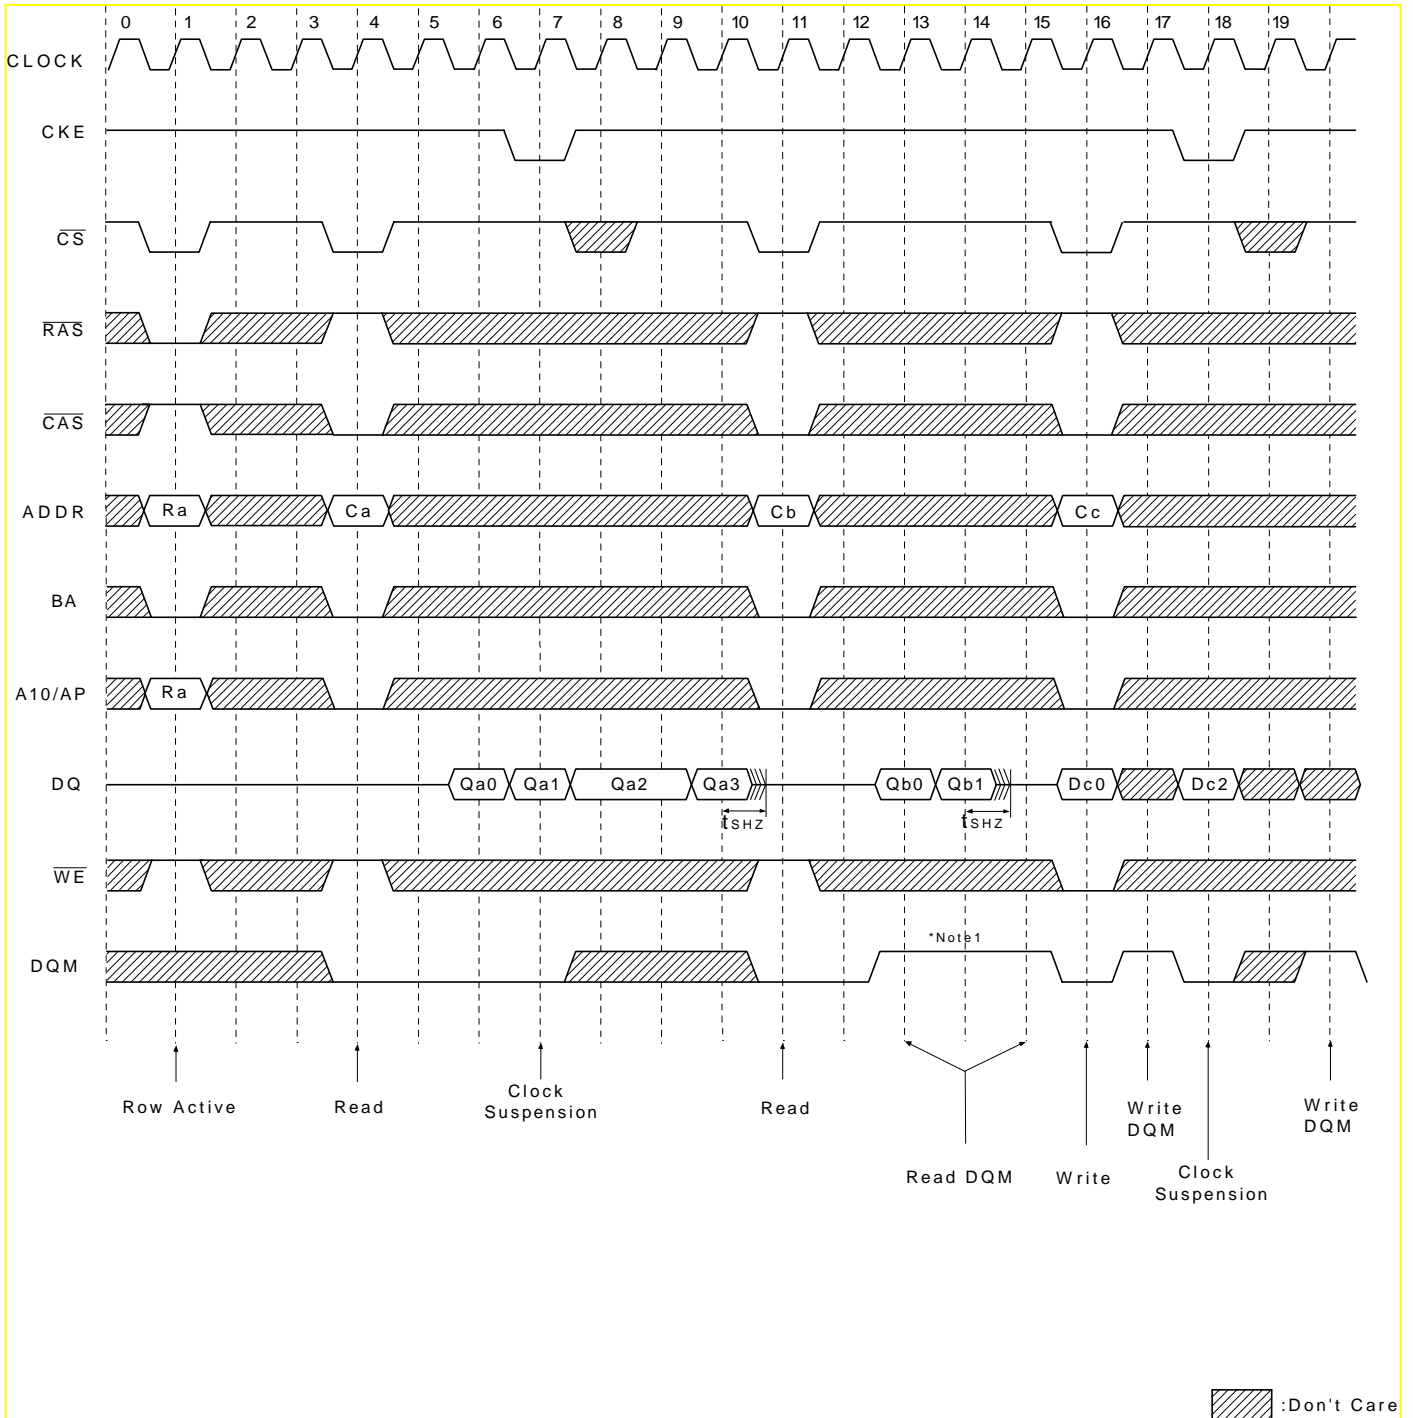 0 1 2 3 4 5 6 7 8 9 10 11 12 13 14 15 16 17 18 19
CLOCK
CKE
CS
RAS
CAS
ADDR Ra Ca Cb Cc
BA
A10/AP Ra
DQ Qa0 Qa1 Qa2 Qa3 Qb0 Qb1 Dc0 Dc2
tSHZ tSHZ
WE
*Note1
DQM
Row Active Read Clock Suspension Read Write DQM Write DQM
Read DQM Write Clock Suspension
:Don't Care